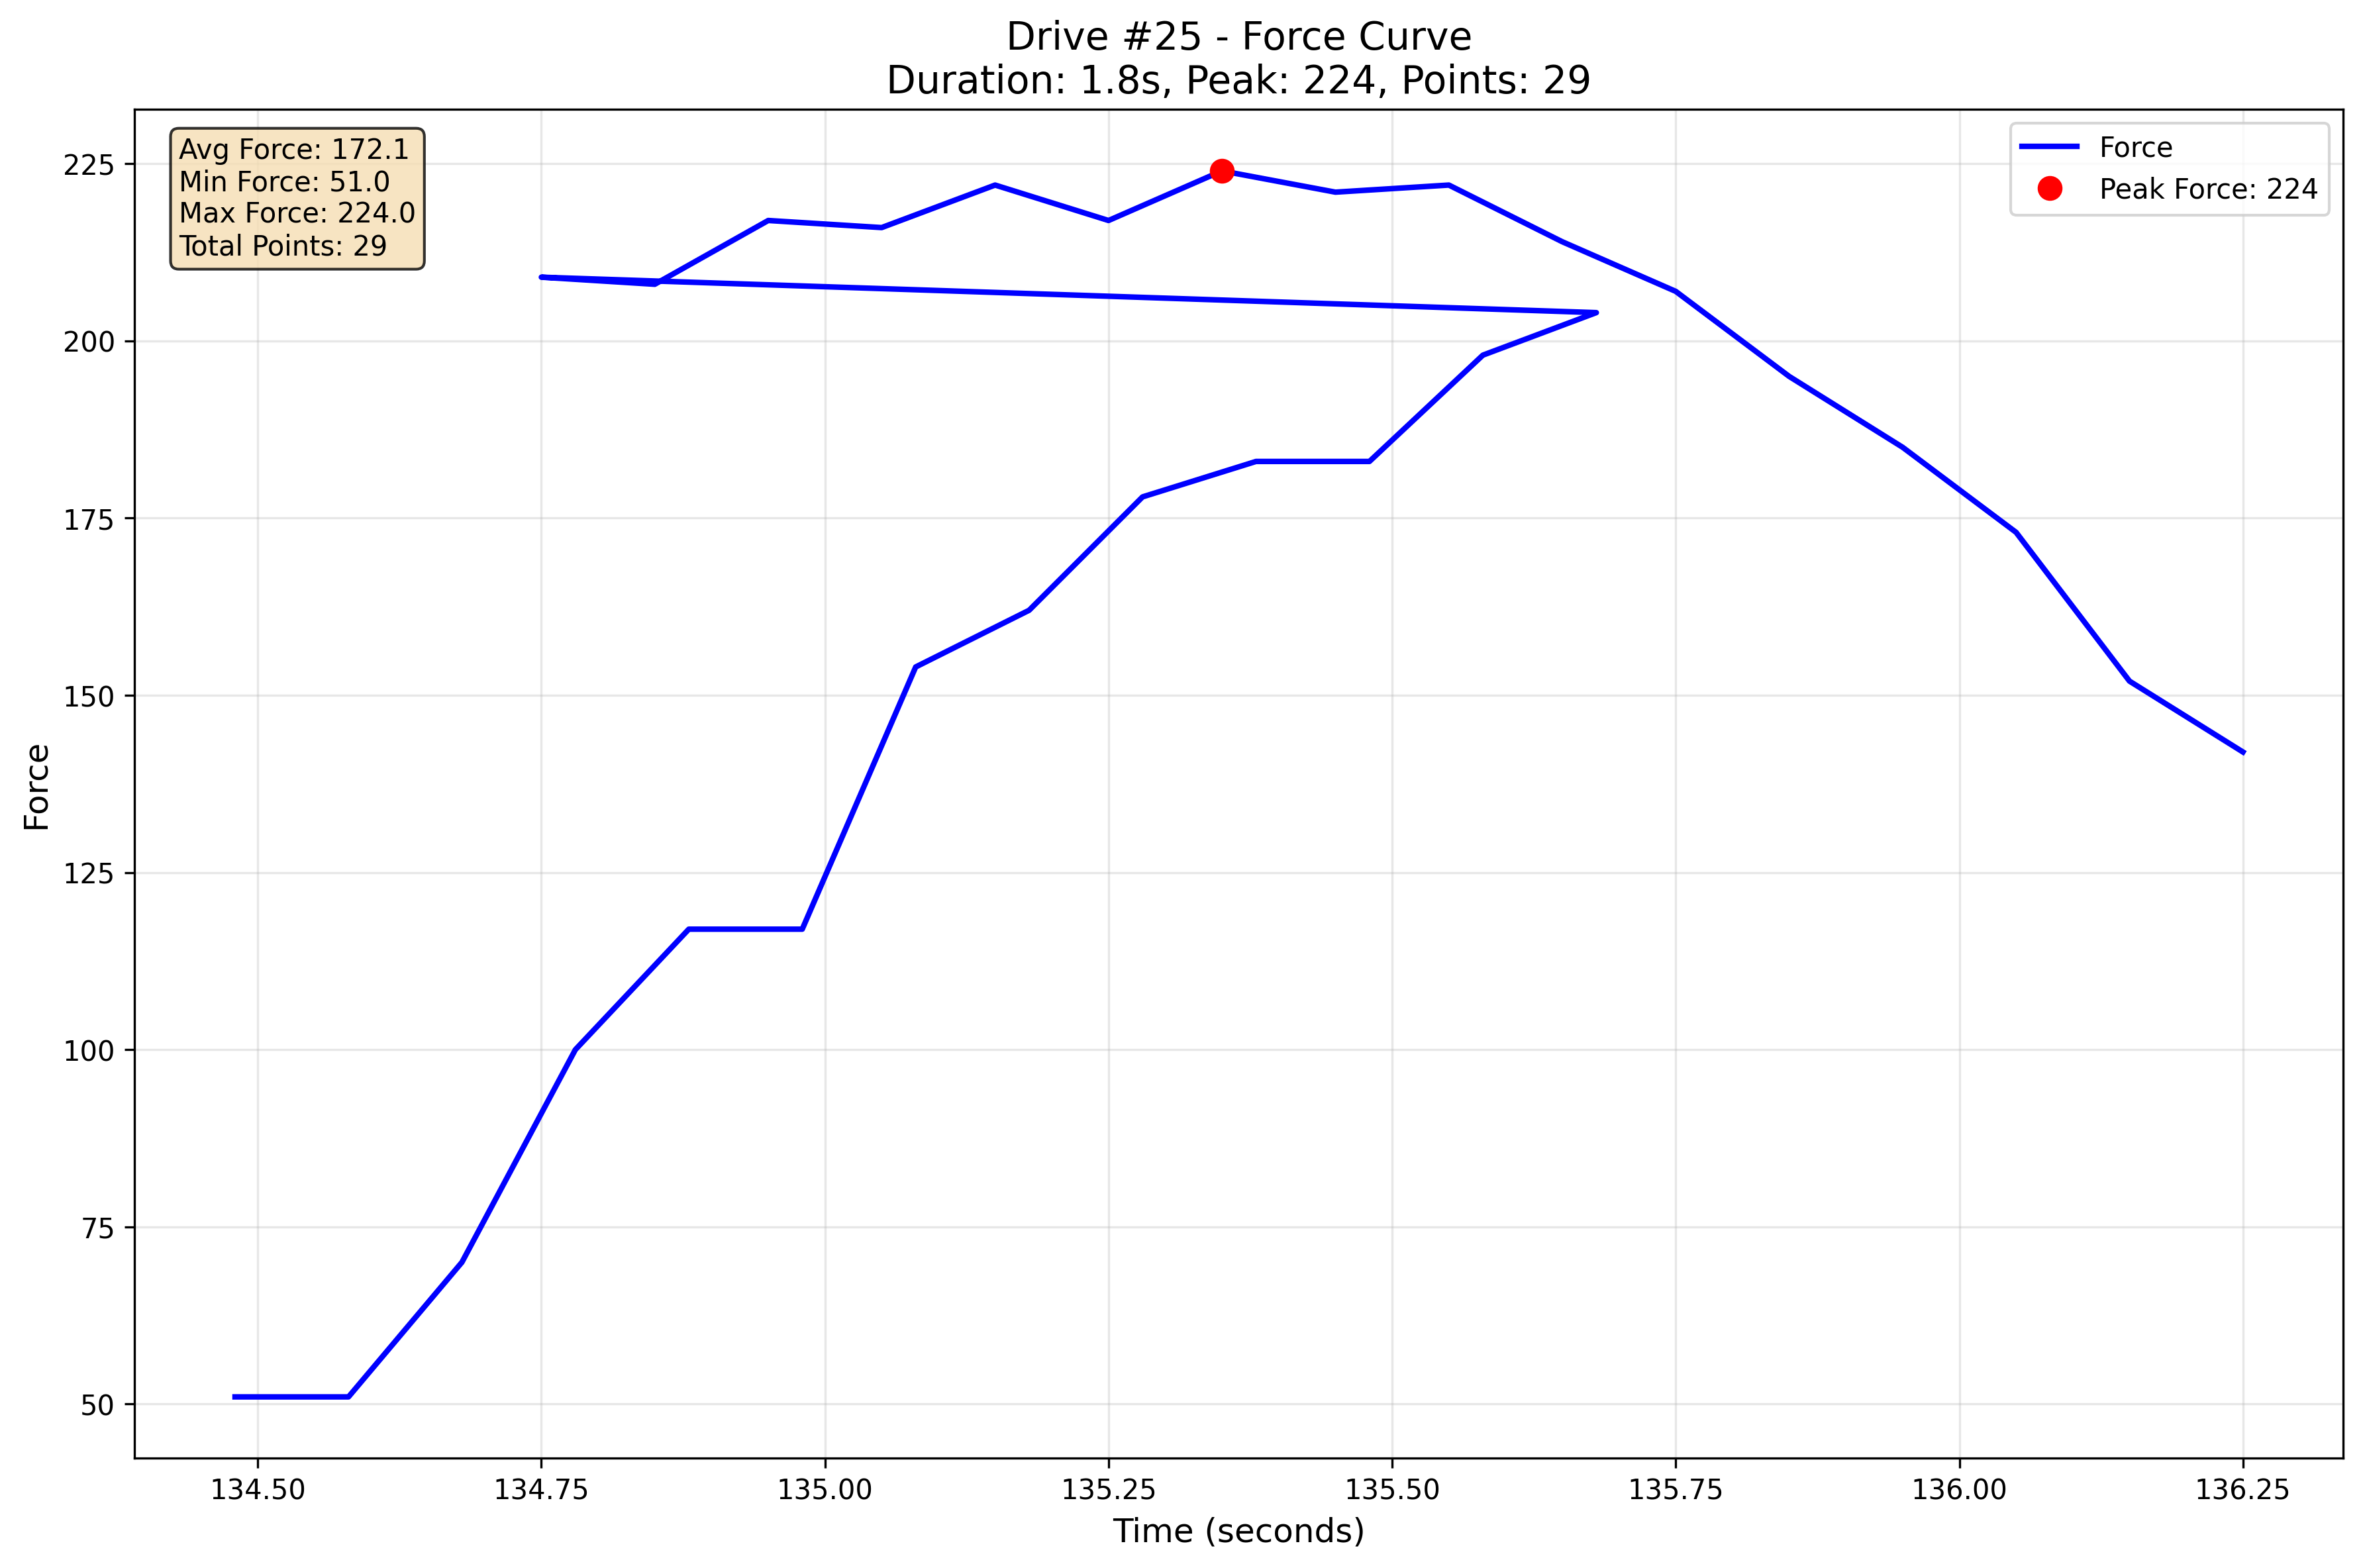 Drive #25 - Force Curve
Duration: 1.8s, Peak: 224, Points: 29
Avg Force: 172.1
Min Force: 51.0
Max Force: 224.0
Total Points: 29
Force
Peak Force: 224
225
200
175
150
125
100
75
50
Force
134.50
134.75
135.00
135.25
135.50
135.75
136.00
136.25
Time (seconds)